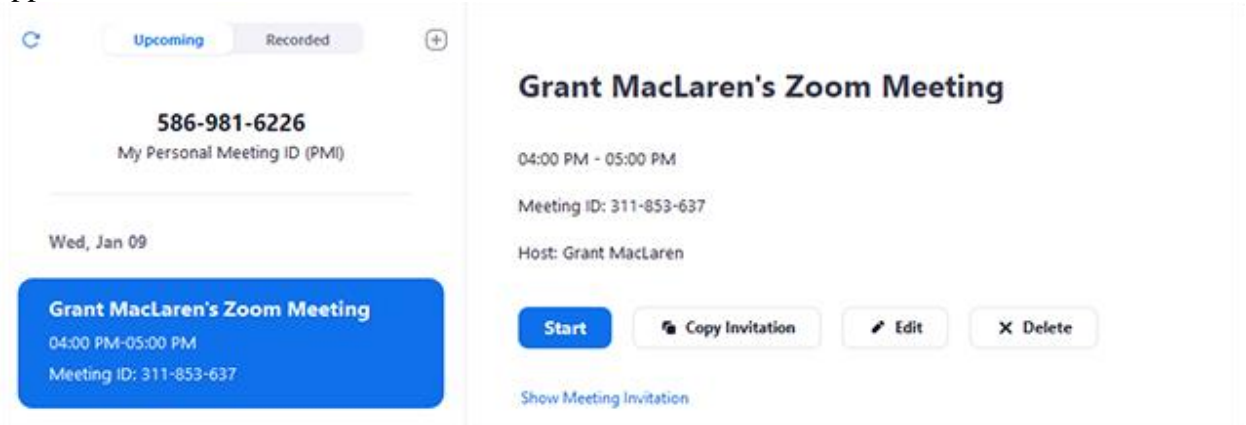 Upcoming Recorded
586-981-6226
My Personal Meeting ID (PMI)
Wed, Jan 09
Grant MacLaren's Zoom Meeting
04:00 PM-05:00 PM
Meeting ID: 311-853-637
Grant MacLaren's Zoom Meeting
04:00 PM - 05:00 PM
Meeting ID: 311-853-637
Host: Grant MacLaren
Start Copy Invitation Edit Delete
Show Meeting Invitation